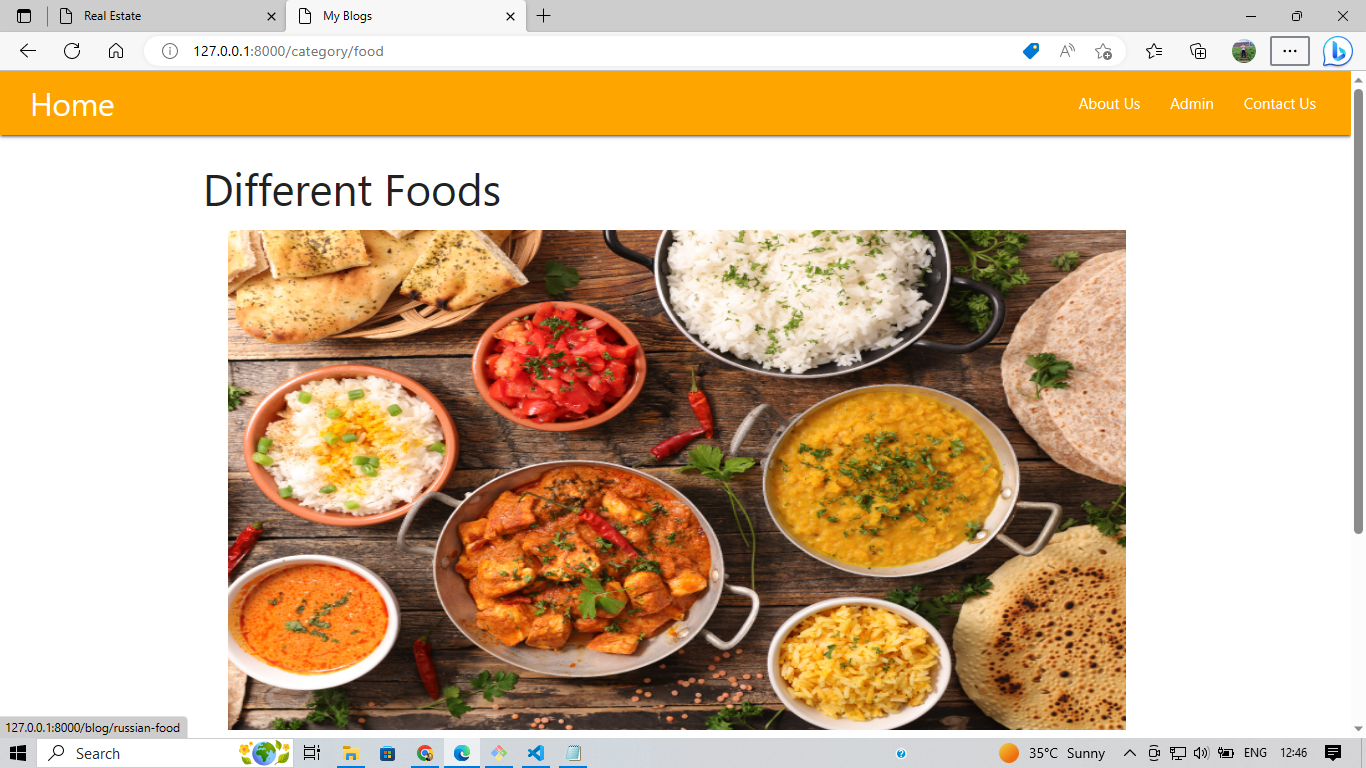 Real Estate
My Blogs
127.0.0.1:8000/category/food
Home
About Us
Admin
Contact Us
Different Foods
127.0.0.1:8000/blog/russian-food
Search
35°C Sunny
ENG
12:46